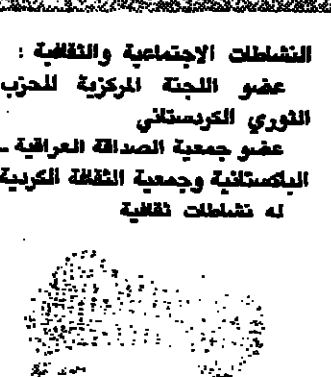 النشاطات الاجتماعية والثقافية :
عضو اللجنة المركزية للحزب
الثوري الكردستاني
عضو جمعية الصداقة العراقية ـ
الباكستانية وجمعية الثقافة الكردية
له نشاطات ثقافية